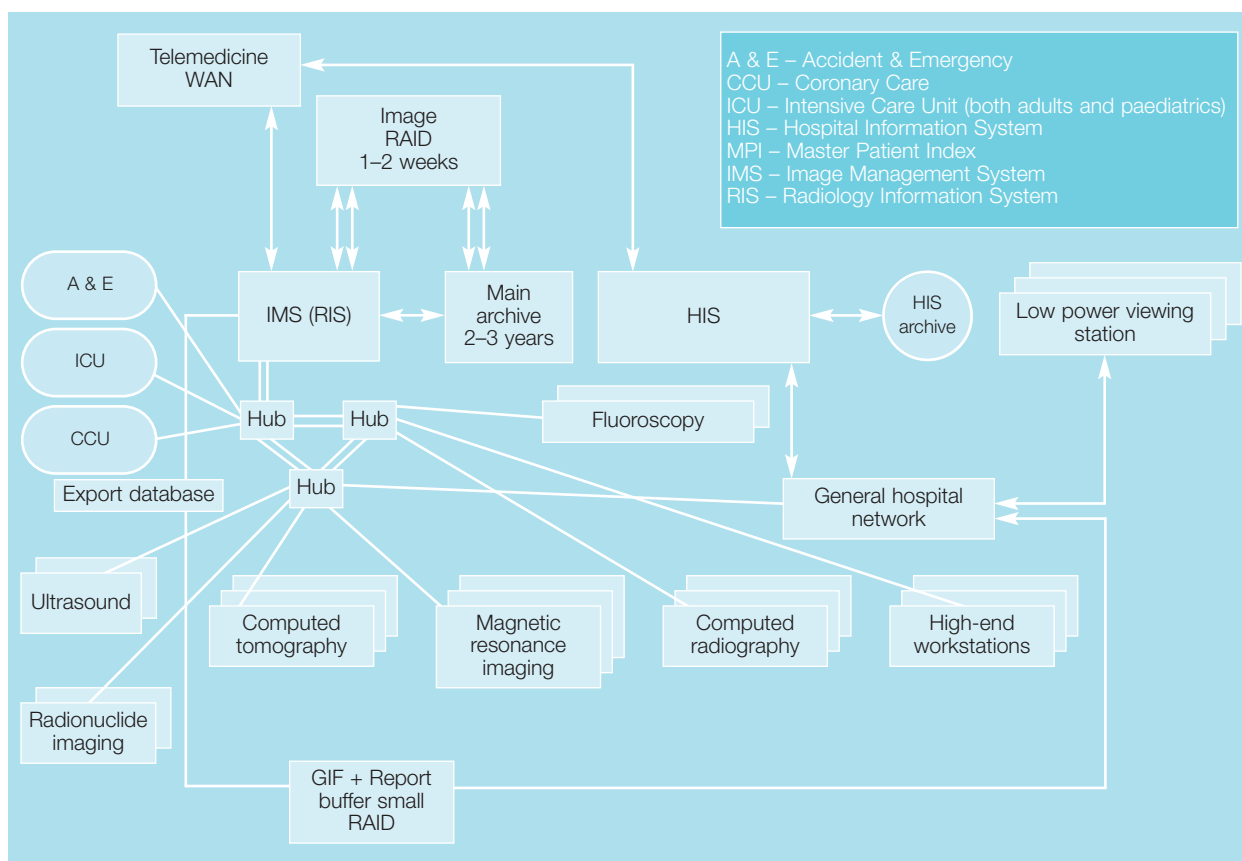 Telemedicine
WAN
Image
RAID
1–2 weeks
A & E – Accident & Emergency
CCU – Coronary Care
ICU – Intensive Care Unit (both adults and paediatrics)
HIS – Hospital Information System
MPI – Master Patient Index
IMS – Image Management System
RIS – Radiology Information System
A & E
ICU
CCU
IMS (RIS)
Main
archive
2–3 years
HIS
HIS
archive
Low power viewing
station
Hub
Hub
Hub
Fluoroscopy
Export database
General hospital
network
Ultrasound
Computed
tomography
Magnetic
resonance
imaging
Computed
radiography
High-end
workstations
Radionuclide
imaging
GIF + Report
buffer small
RAID